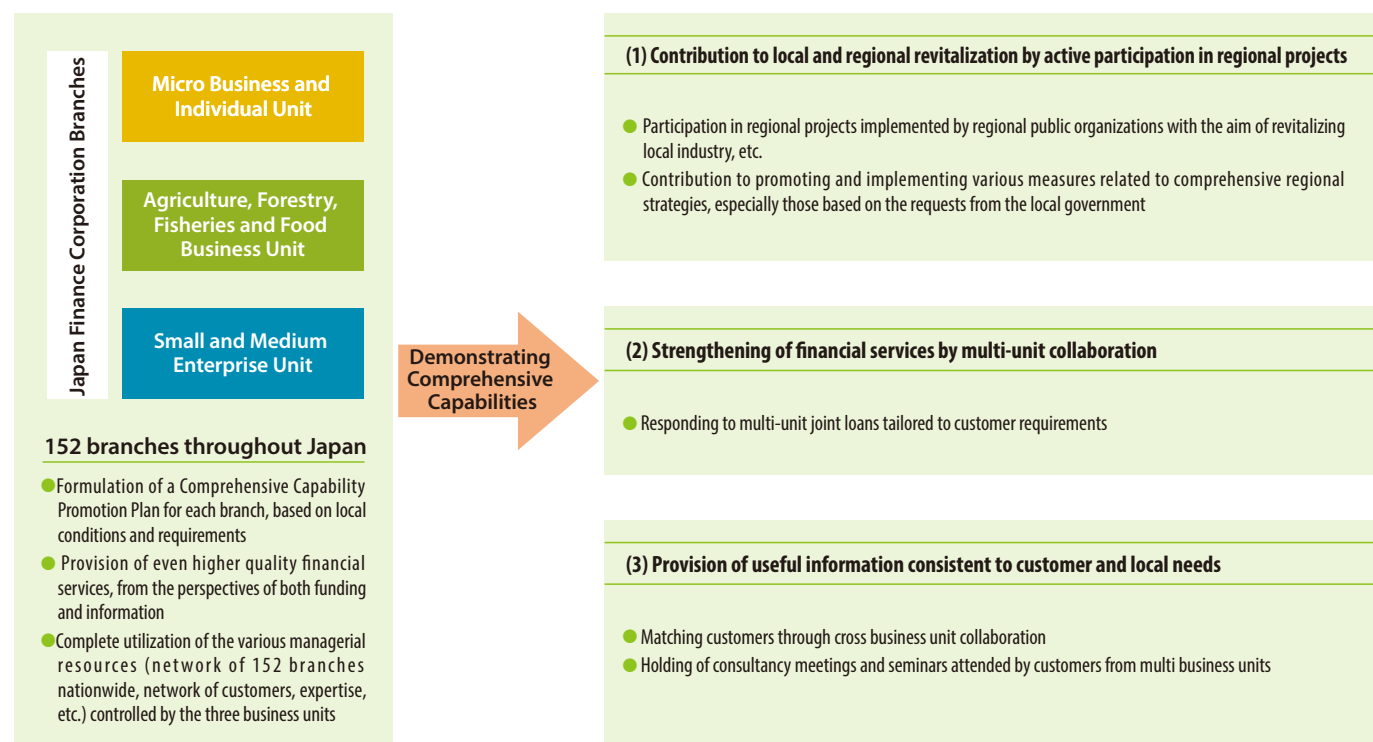 Japan Finance Corporation Branches
Micro Business and
Individual Unit
Agriculture, Forestry,
Fisheries and Food
Business Unit
Small and Medium
Enterprise Unit
152 branches throughout Japan
●Formulation of a Comprehensive Capability
Promotion Plan for each branch, based on local
conditions and requirements
● Provision of even higher quality financial
services, from the perspectives of both funding
and information
●Complete utilization of the various managerial
resources (network of 152 branches
nationwide, network of customers, expertise,
etc.) controlled by the three business units
Demonstrating
Comprehensive
Capabilities
(1) Contribution to local and regional revitalization by active participation in regional projects
● Participation in regional projects implemented by regional public organizations with the aim of revitalizing
local industry, etc.
● Contribution to promoting and implementing various measures related to comprehensive regional
strategies, especially those based on the requests from the local government
(2) Strengthening of financial services by multi-unit collaboration
● Responding to multi-unit joint loans tailored to customer requirements
(3) Provision of useful information consistent to customer and local needs
● Matching customers through cross business unit collaboration
● Holding of consultancy meetings and seminars attended by customers from multi business units